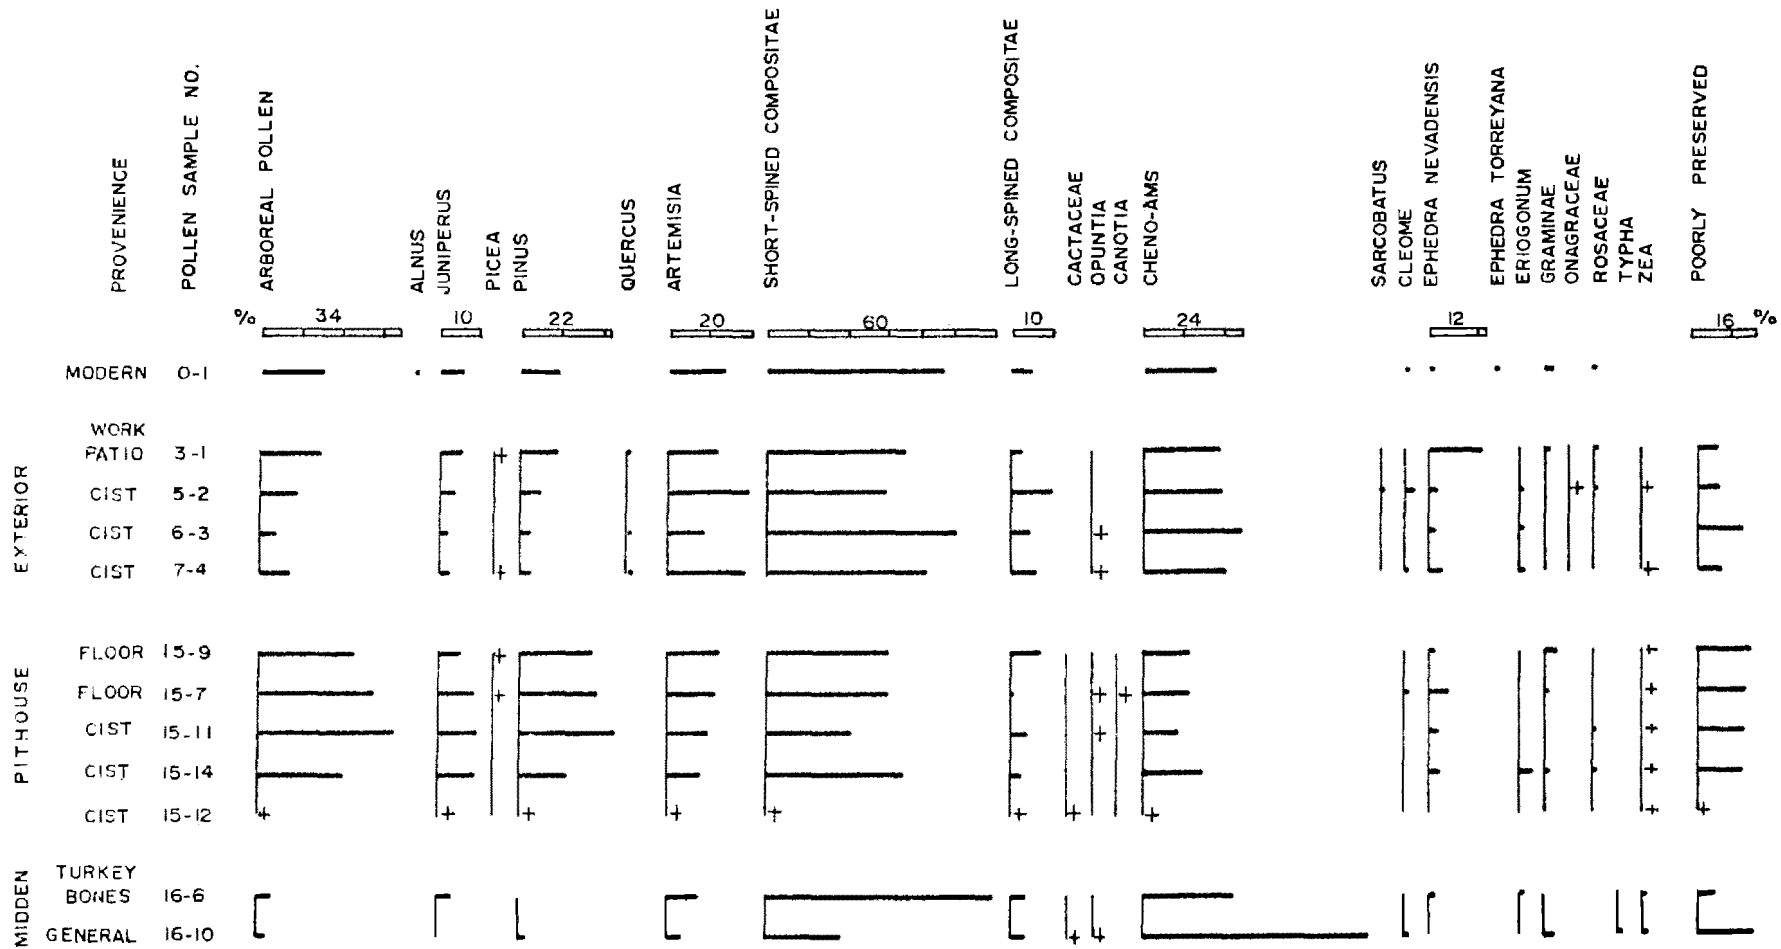 PROVENIENCE
POLLEN SAMPLE NO.
ARBOREAL POLLEN
ALNUS
JUNIPERUS
PICEA
PINUS
QUERCUS
ARTEMISIA
SHORT-SPINED COMPOSITAE
LONG-SPINED COMPOSITAE
CACTACEAE
OPUNTIA
CANOTIA
CHENO-AMS
SARCOBATUS
CLEOME
EPHEDRA NEVADENSIS
EPHEDRA TORREYANA
ERIOGONUM
GRAMINAE
ONAGRACEAE
ROSACEAE
TYPHA
ZEA
POORLY PRESERVED
% 34 10 22 20 60 10 24 12 16 %
MODERN 0-1
EXTERIOR
WORK
PATIO 3-1 +
CIST 5-2 + +
CIST 6-3 +
CIST 7-4 + + +
PITHOUSE
FLOOR 15-9 + +
FLOOR 15-7 + + + +
CIST 15-11 + +
CIST 15-14 +
CIST 15-12 + + + + + + + + + +
MIDDEN
TURKEY
BONES 16-6
GENERAL 16-10 + +